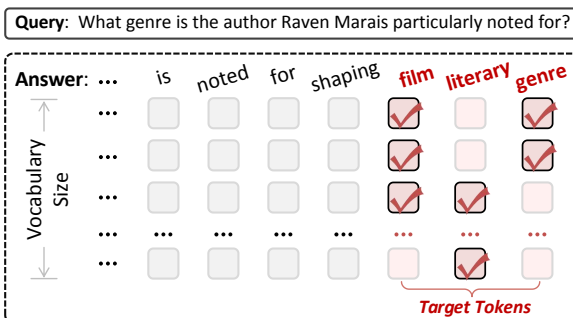 Query: What genre is the author Raven Marais particularly noted for?
Answer: ... is noted for shaping film literary genre
...
...
...
... ... ... ... ... ... ... ...
...
Vocabulary
Size
Target Tokens